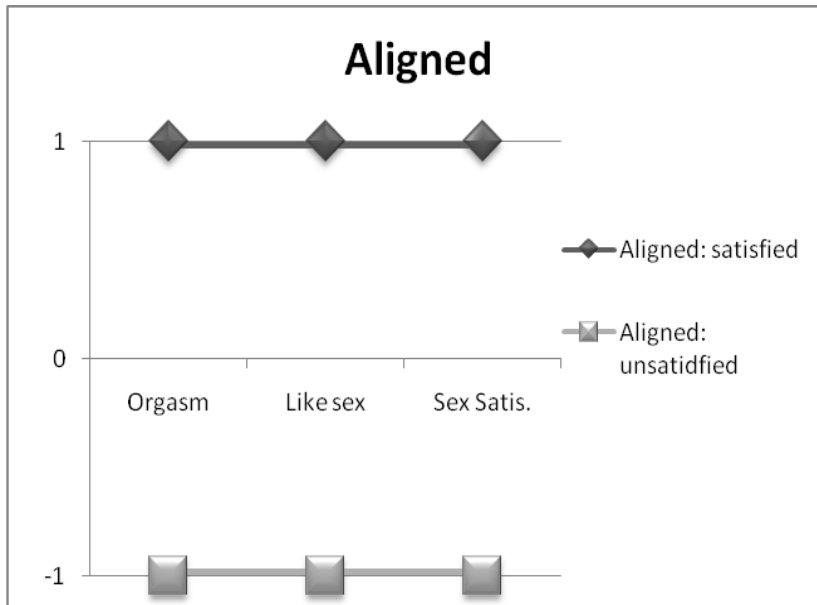 Aligned
1
0
-1
Orgasm Like sex Sex Satis.
Aligned: satisfied
Aligned:
unsatidfied